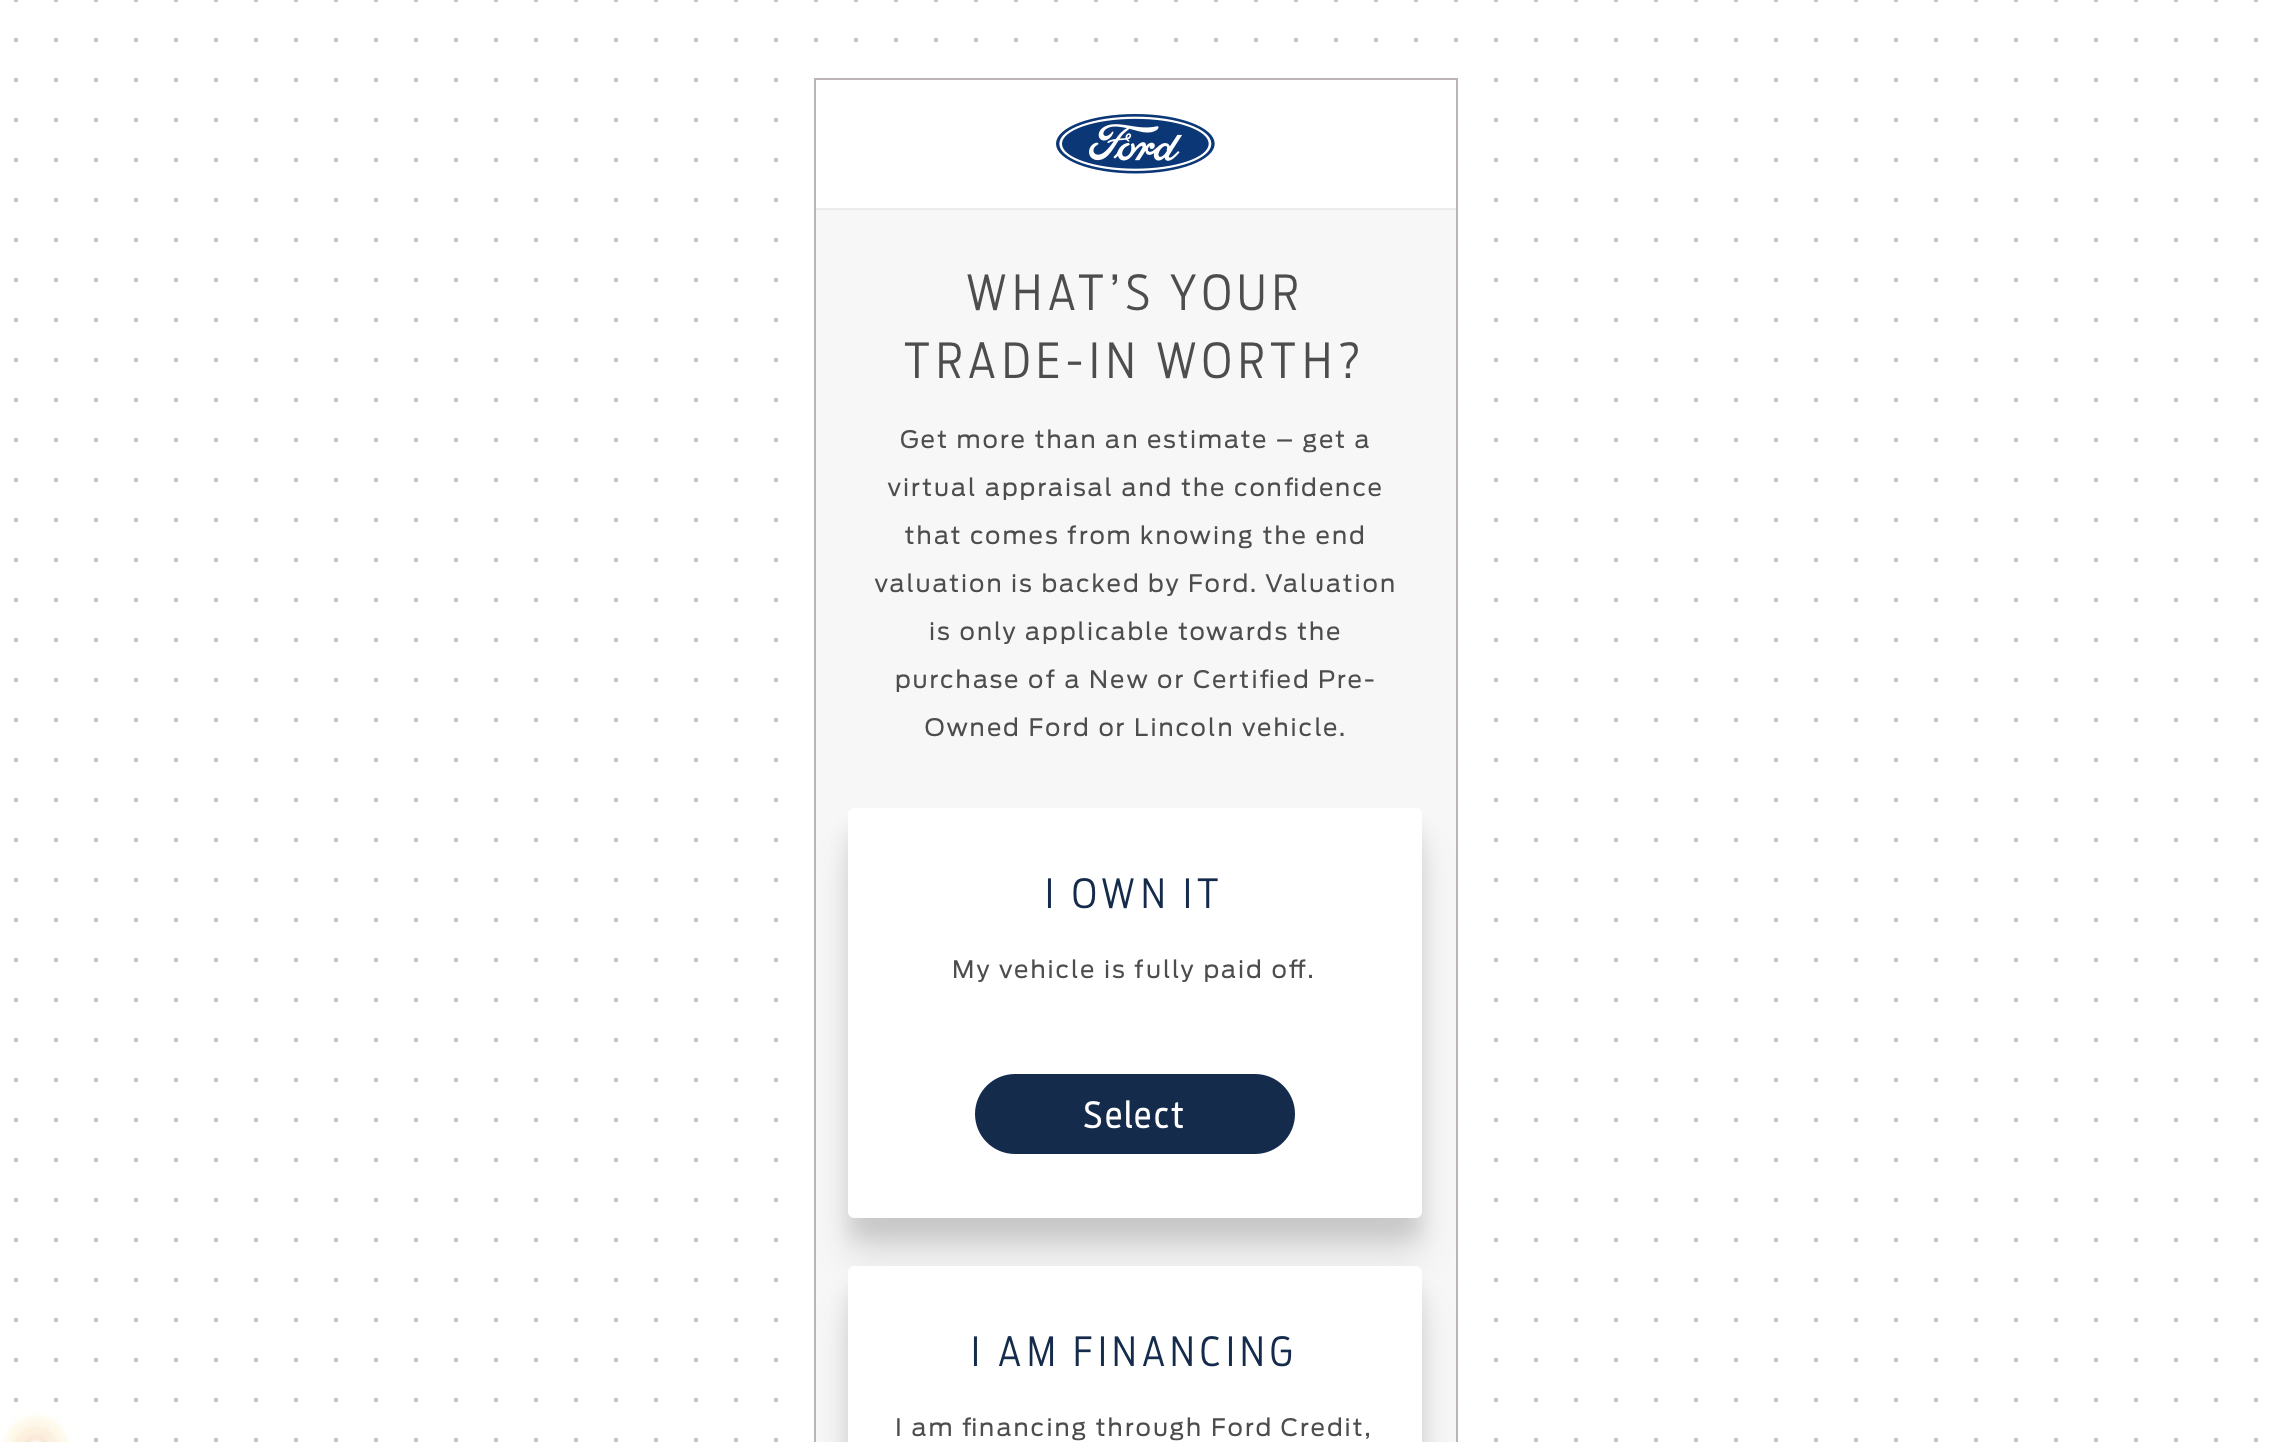 Ford
WHAT’S YOUR
TRADE-IN WORTH?
Get more than an estimate – get a
virtual appraisal and the confidence
that comes from knowing the end
valuation is backed by Ford. Valuation
is only applicable towards the
purchase of a New or Certified Pre-
Owned Ford or Lincoln vehicle.
I OWN IT
My vehicle is fully paid off.
Select
I AM FINANCING
I am financing through Ford Credit,